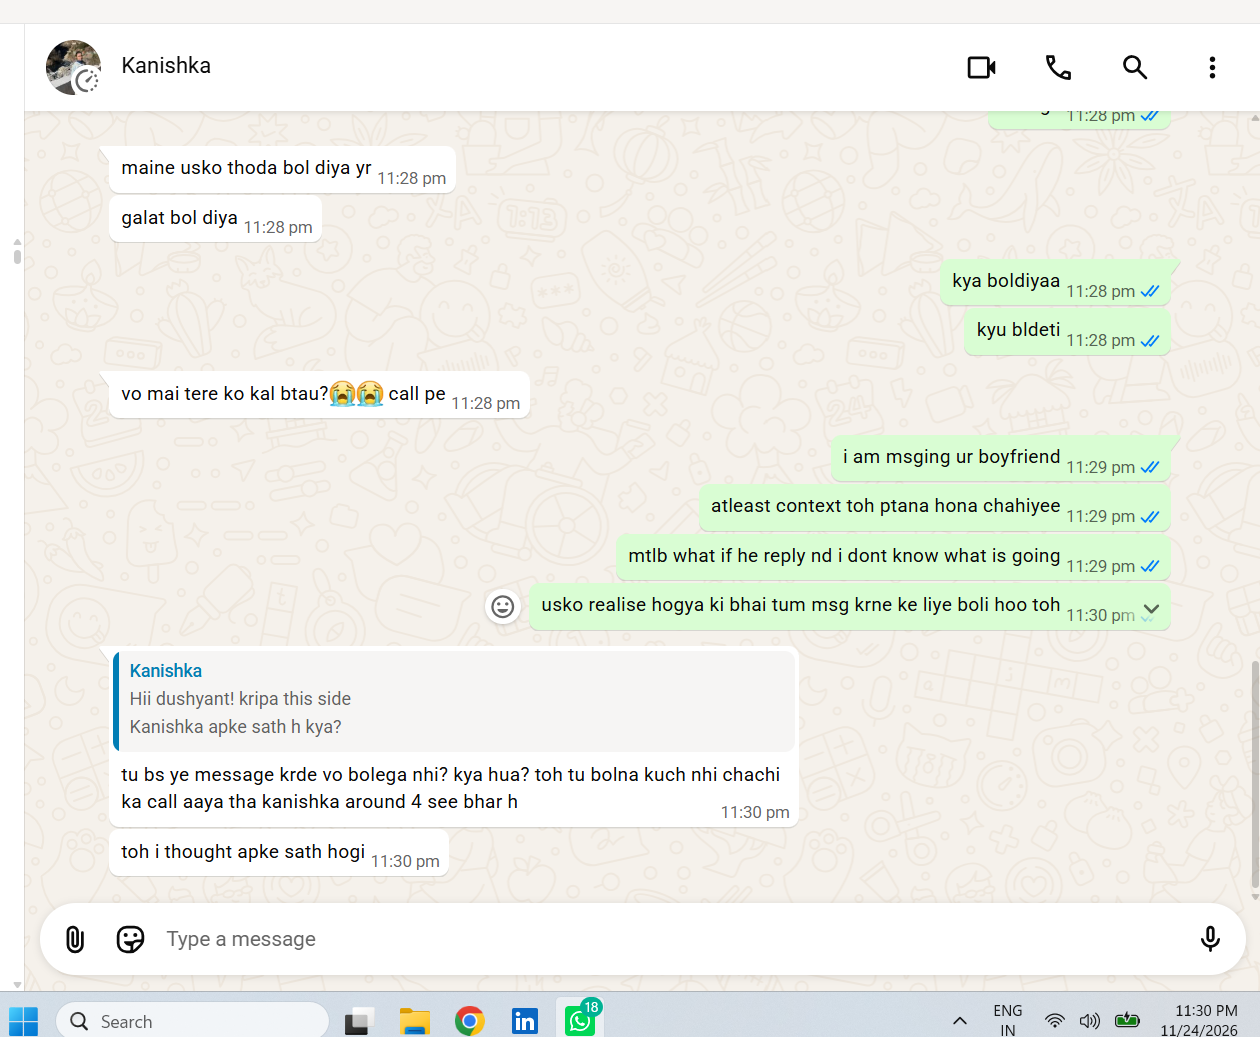 Kanishka
11:28 pm
maine usko thoda bol diya yr 11:28 pm
galat bol diya 11:28 pm
kya boldiyaa 11:28 pm
kyu bldeti 11:28 pm
vo mai tere ko kal btau?😭😭 call pe 11:28 pm
i am msging ur boyfriend 11:29 pm
atleast context toh ptana hona chahiyee 11:29 pm
mtlb what if he reply nd i dont know what is going 11:29 pm
usko realise hogya ki bhai tum msg krne ke liye boli hoo toh 11:30 pm
Kanishka
Hii dushyant! kripa this side
Kanishka apke sath h kya?
tu bs ye message krde vo bolega nhi? kya hua? toh tu bolna kuch nhi chachi
ka call aaya tha kanishka around 4 see bhar h
11:30 pm
toh i thought apke sath hogi 11:30 pm
Type a message
Search
in
18
ENG
IN
11:30 PM
11/24/2026